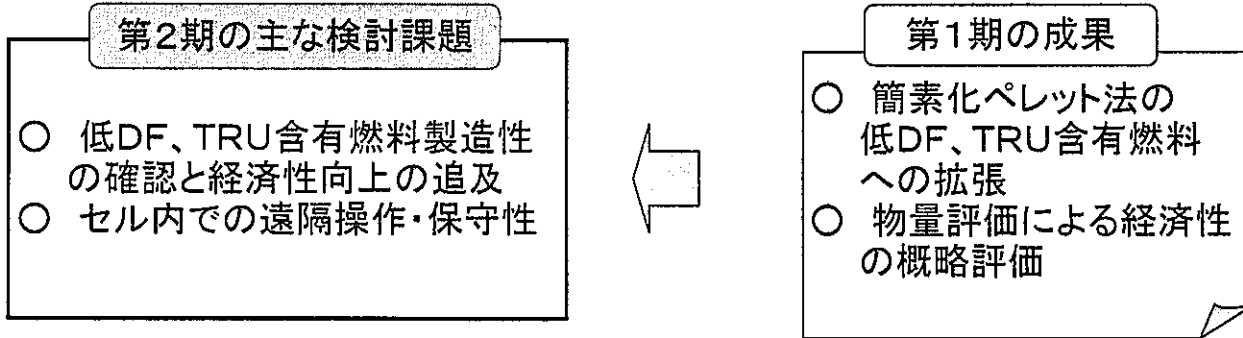 第2期の主な検討課題
○ 低DF、TRU含有燃料製造性
の確認と経済性向上の追及
○ セル内での遠隔操作・保守性
第1期の成果
○ 簡素化ペレット法の
低DF、TRU含有燃料
への拡張
○ 物量評価による経済性
の概略評価